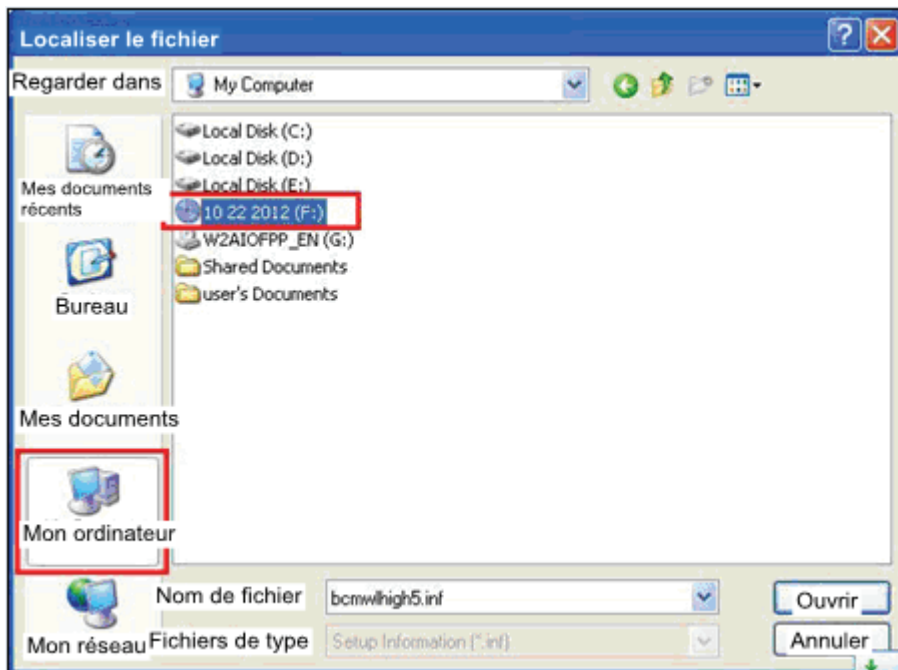 Localiser le fichier
Regarder dans
My Computer
Local Disk (C:)
Local Disk (D:)
Local Disk (E:)
10 22 2012 (F:)
W2AIOFPP_EN (G:)
Shared Documents
user's Documents
Mes documents
récents
Bureau
Mes documents
Mon ordinateur
Mon réseau
Nom de fichier
bcmwlhigh5.inf
Ouvrir
Fichiers de type
Setup Information (*.inf)
Annuler